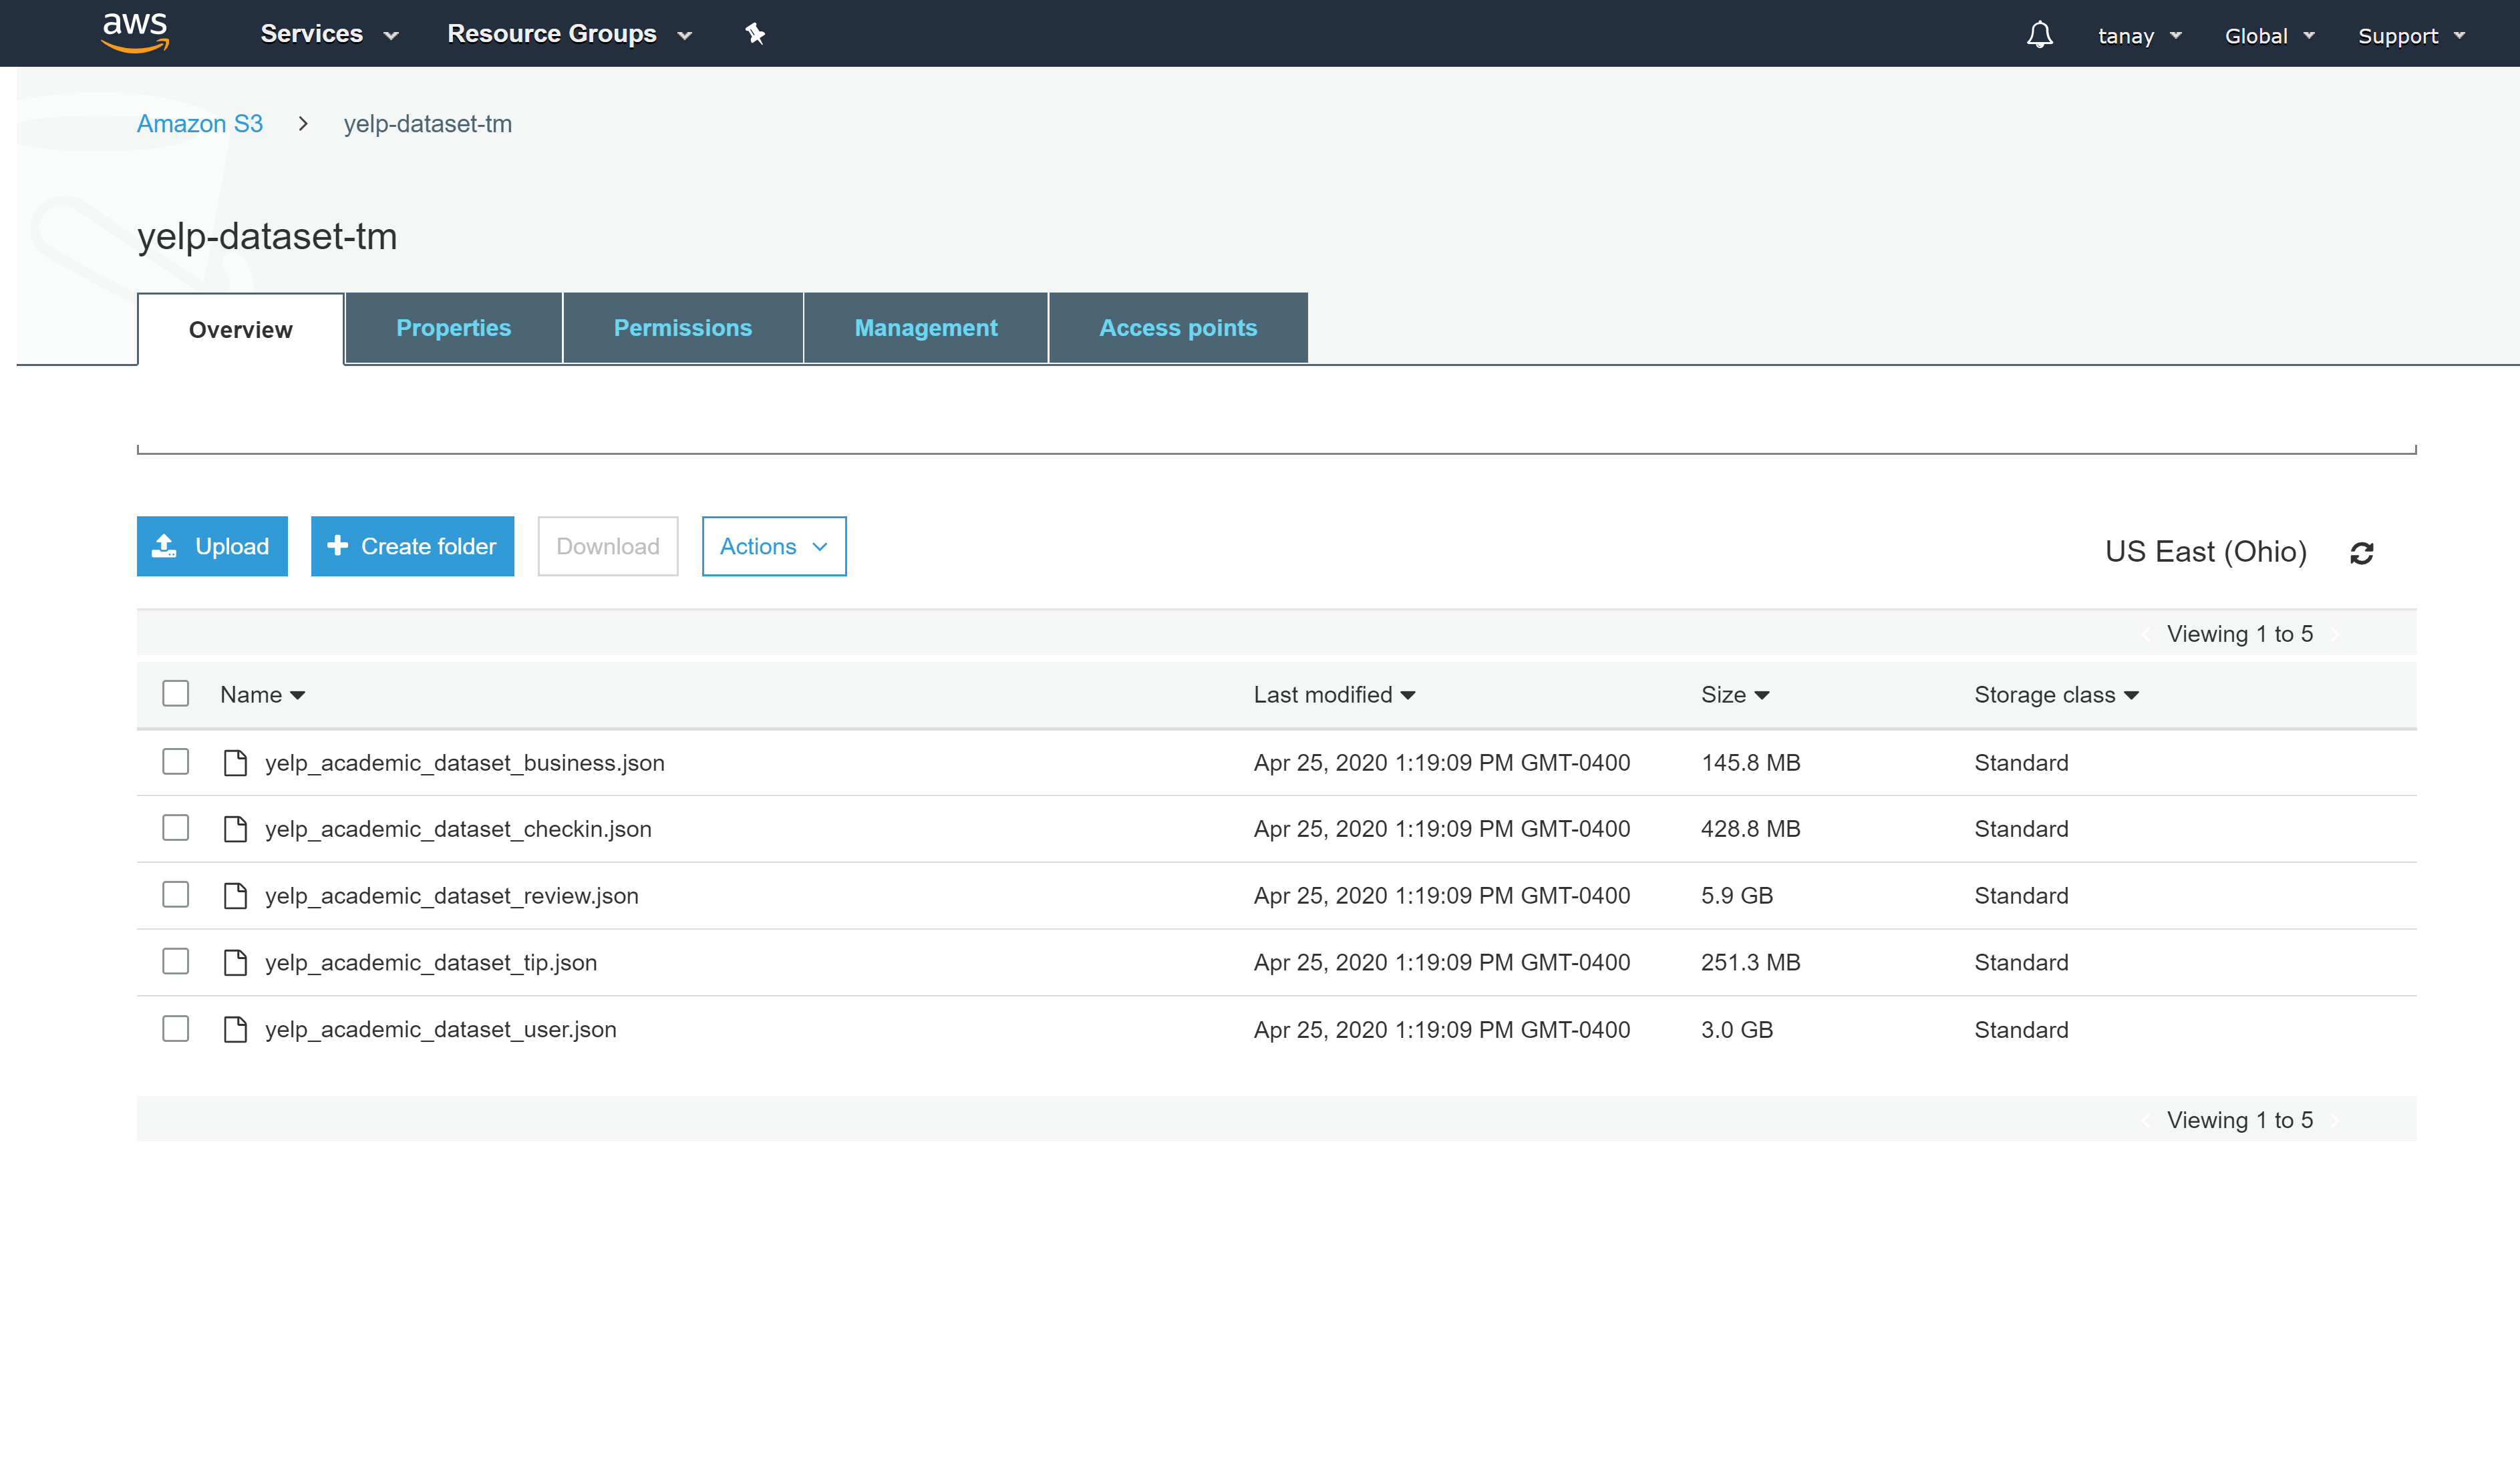 aws Services Resource Groups tanay Global Support
Amazon S3 > yelp-dataset-tm
yelp-dataset-tm
Overview Properties Permissions Management Access points
Upload Create folder Download Actions US East (Ohio)
Viewing 1 to 5
Name Last modified Size Storage class
yelp_academic_dataset_business.json Apr 25, 2020 1:19:09 PM GMT-0400 145.8 MB Standard
yelp_academic_dataset_checkin.json Apr 25, 2020 1:19:09 PM GMT-0400 428.8 MB Standard
yelp_academic_dataset_review.json Apr 25, 2020 1:19:09 PM GMT-0400 5.9 GB Standard
yelp_academic_dataset_tip.json Apr 25, 2020 1:19:09 PM GMT-0400 251.3 MB Standard
yelp_academic_dataset_user.json Apr 25, 2020 1:19:09 PM GMT-0400 3.0 GB Standard
Viewing 1 to 5